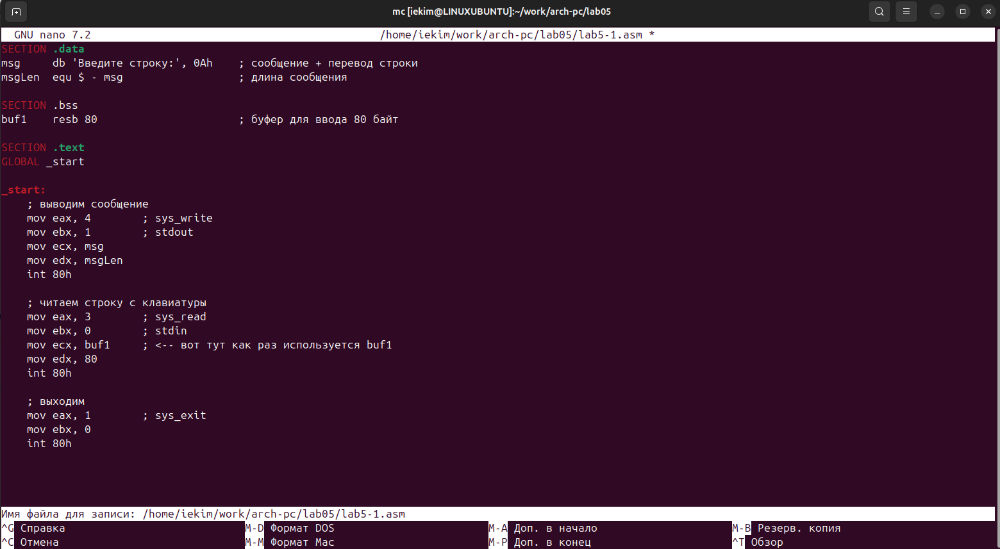 mc [iekim@LINUXUBUNTU]:~/work/arch-pc/lab05
GNU nano 7.2 /home/iekim/work/arch-pc/lab05/lab5-1.asm *
SECTION .data
msg     db 'Введите строку:', 0Ah    ; сообщение + перевод строки
msgLen  equ $ - msg                  ; длина сообщения
SECTION .bss
buf1    resb 80                      ; буфер для ввода 80 байт
SECTION .text
GLOBAL _start
_start:
    ; выводим сообщение
    mov eax, 4        ; sys_write
    mov ebx, 1        ; stdout
    mov ecx, msg
    mov edx, msgLen
    int 80h
    ; читаем строку с клавиатуры
    mov eax, 3        ; sys_read
    mov ebx, 0        ; stdin
    mov ecx, buf1     ; <-- вот тут как раз используется buf1
    mov edx, 80
    int 80h
    ; выходим
    mov eax, 1        ; sys_exit
    mov ebx, 0
    int 80h
Имя файла для записи: /home/iekim/work/arch-pc/lab05/lab5-1.asm
^G Справка M-D Формат DOS M-A Доп. в начало M-B Резерв. копия
^C Отмена M-M Формат Mac M-P Доп. в конец ^T Обзор